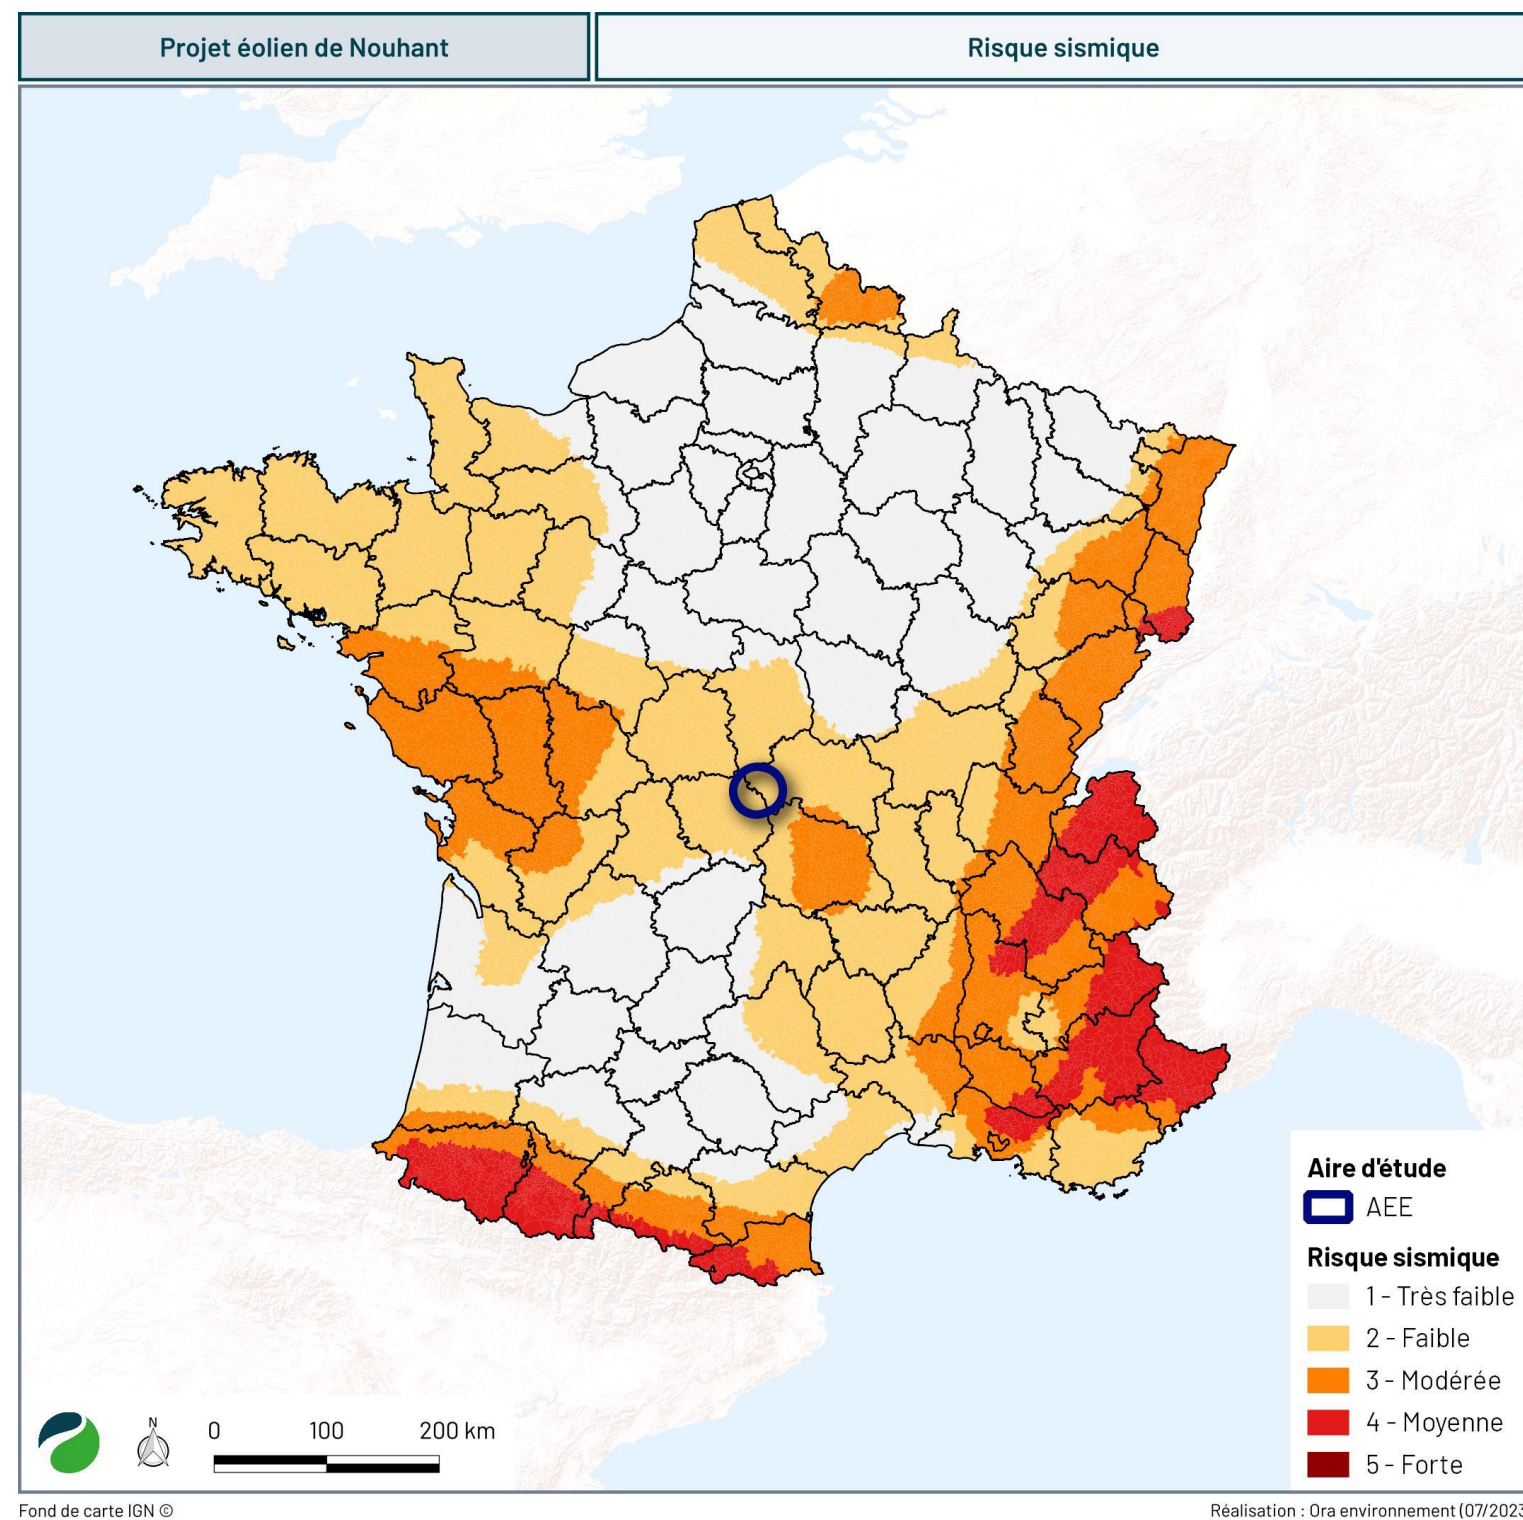 Projet éolien de Nouhant
Risque sismique
Aire d'étude
AEE
Risque sismique
1 - Très faible
2 - Faible
3 - Modérée
4 - Moyenne
5 - Forte
N
0 100 200 km
Fond de carte IGN ©
Réalisation : Ora environnement (07/2023